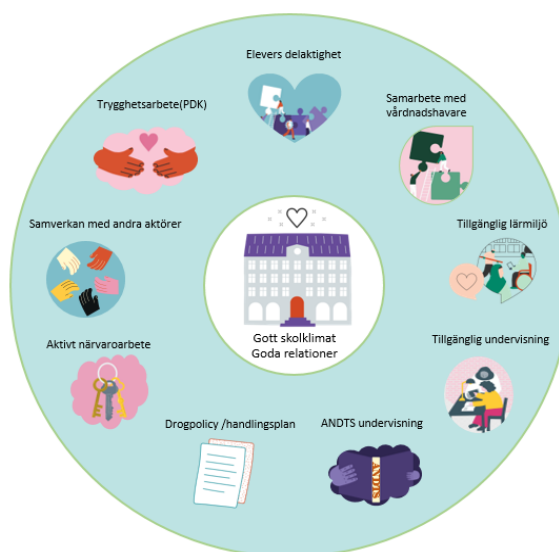 Elevers delaktighet
Trygghetsarbete(PDK)
Samarbete med
vårdnadshavare
Samverkan med andra aktörer
Tillgänglig lärmiljö
Gott skolklimat
Goda relationer
Aktivt närvaroarbete
Tillgänglig undervisning
Drogpolicy /handlingsplan
ANDTS undervisning
ANDTS